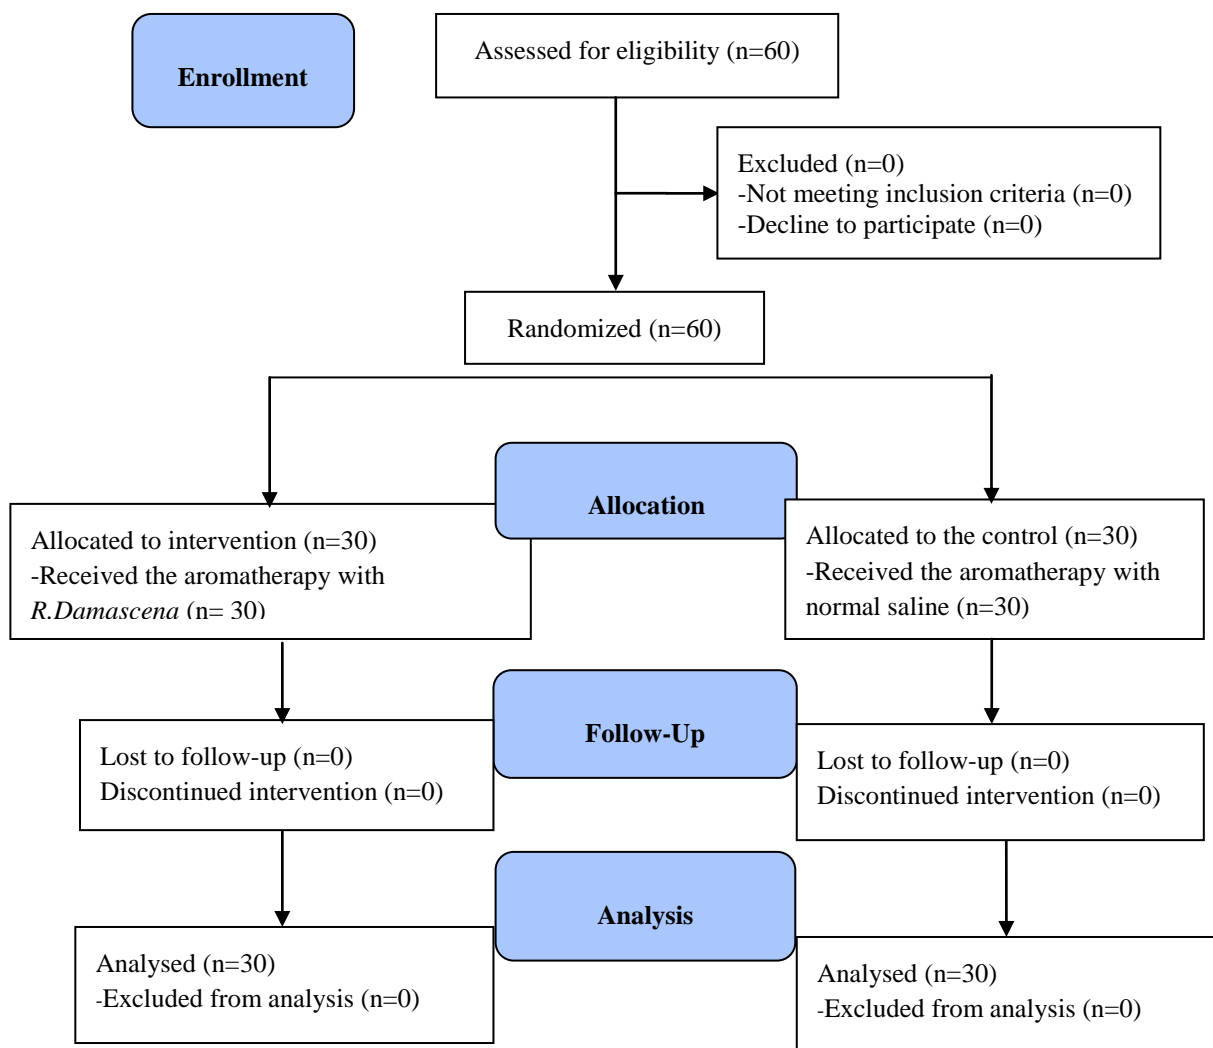 Enrollment
Assessed for eligibility (n=60)
Excluded (n=0)
-Not meeting inclusion criteria (n=0)
-Decline to participate (n=0)
Randomized (n=60)
Allocation
Allocated to intervention (n=30)
-Received the aromatherapy with
R.Damascena (n= 30)
Allocated to the control (n=30)
-Received the aromatherapy with
normal saline (n=30)
Follow-Up
Lost to follow-up (n=0)
Discontinued intervention (n=0)
Lost to follow-up (n=0)
Discontinued intervention (n=0)
Analysis
Analysed (n=30)
-Excluded from analysis (n=0)
Analysed (n=30)
-Excluded from analysis (n=0)